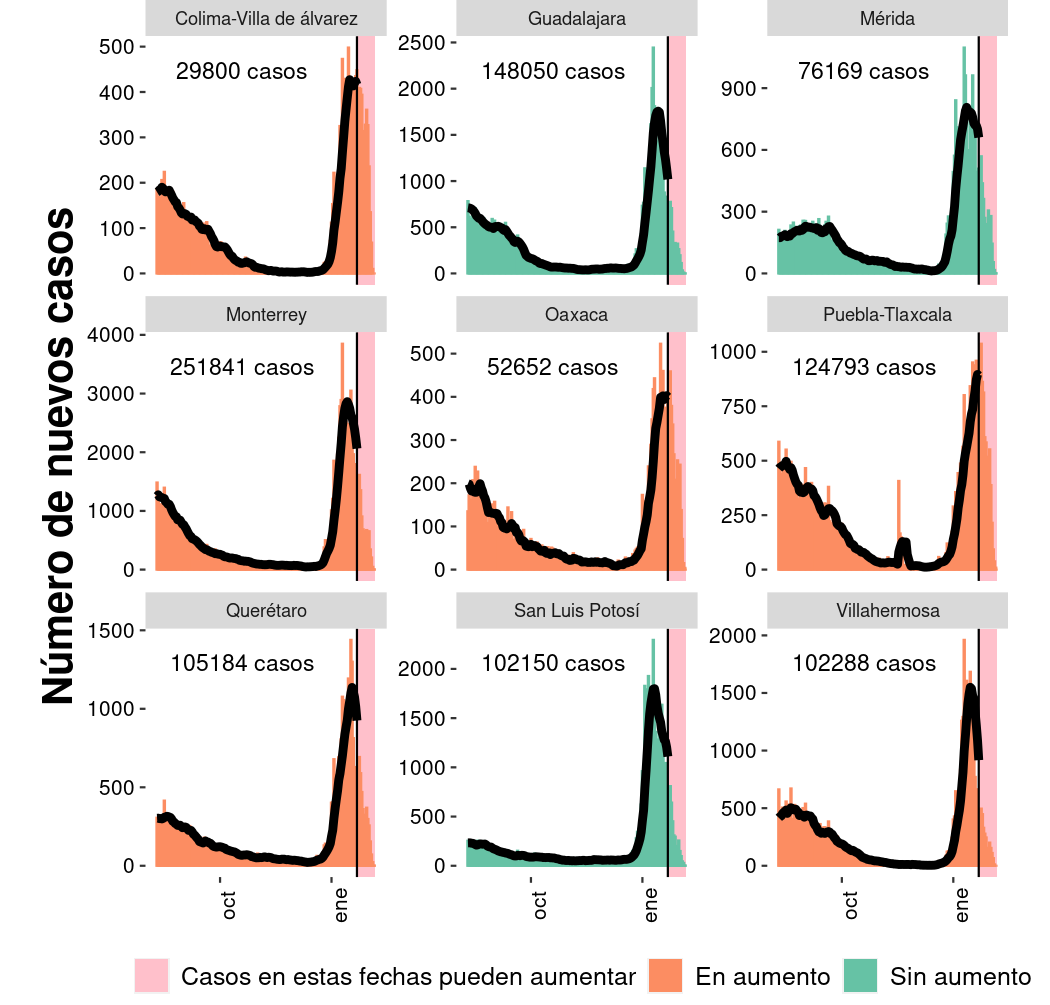 Número de nuevos casos
Colima-Villa de álvarez
Guadalajara
Mérida
500
400
300
200
100
0
29800 casos
2500
2000
1500
1000
500
0
148050 casos
900
600
300
0
76169 casos
Monterrey
Oaxaca
Puebla-Tlaxcala
4000
3000
2000
1000
0
251841 casos
500
400
300
200
100
0
52652 casos
1000
750
500
250
0
124793 casos
Querétaro
San Luis Potosí
Villahermosa
1500
1000
500
0
105184 casos
2000
1500
1000
500
0
102150 casos
2000
1500
1000
500
0
102288 casos
oct
ene
oct
ene
oct
ene
Casos en estas fechas pueden aumentar
En aumento
Sin aumento